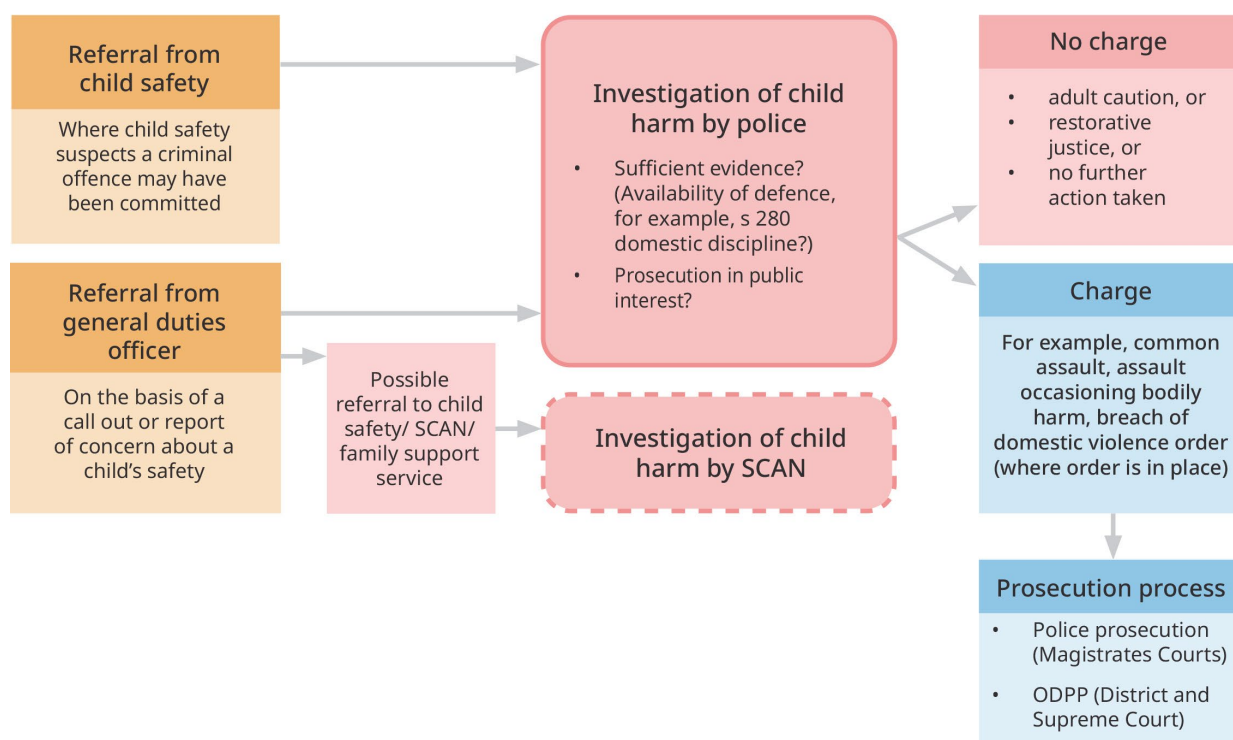 Referral from
child safety
Where child safety
suspects a criminal
offence may have
been committed
Referral from
general duties
officer
On the basis of a
call out or report
of concern about a
child's safety
Possible
referral to child
safety/ SCAN/
family support
service
Investigation of child
harm by police
• Sufficient evidence?
(Availability of defence,
for example, s 280
domestic discipline?)
• Prosecution in public
interest?
Investigation of child
harm by SCAN
No charge
• adult caution, or
• restorative
justice, or
• no further
action taken
Charge
For example, common
assault, assault
occasioning bodily
harm, breach of
domestic violence order
(where order is in place)
Prosecution process
• Police prosecution
(Magistrates Courts)
• ODPP (District and
Supreme Court)